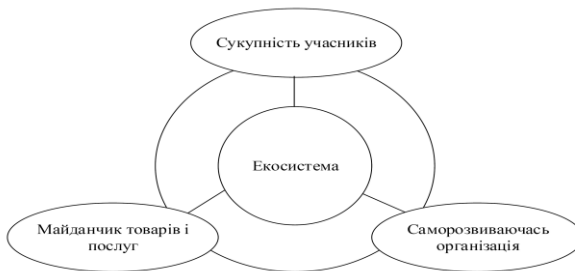 Сукупність учасників
Екосистема
Майданчик товарів і
послуг
Саморозвиваючась
організація